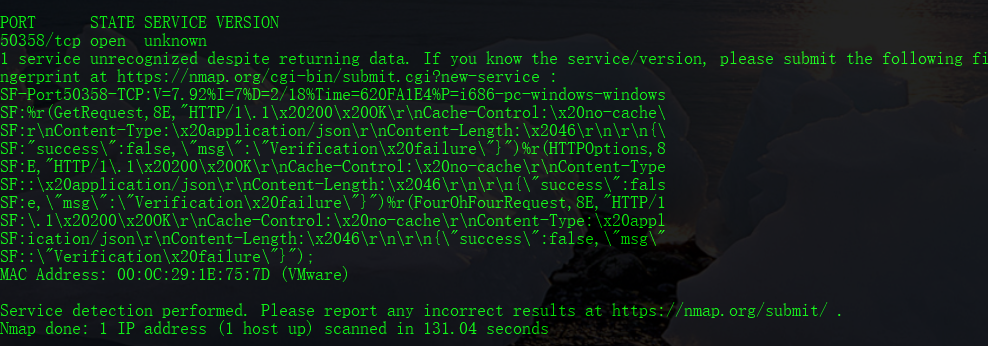 PORT      STATE SERVICE VERSION
50358/tcp open  unknown
1 service unrecognized despite returning data. If you know the service/version, please submit the following fi
ngerprint at https://nmap.org/cgi-bin/submit.cgi?new-service :
SF-Port50358-TCP:V=7.92%I=7%D=2/18%Time=620FA1E4%P=i686-pc-windows-windows
SF:%r(GetRequest,8E,"HTTP/1\.1\x20200\x20OK\r\nCache-Control:\x20no-cache\
SF:r\nContent-Type:\x20application/json\r\nContent-Length:\x2046\r\n\r\n{\
SF:"success\":false,\"msg\":\"Verification\x20failure\"}")%r(HTTPOptions,8
SF:E,"HTTP/1\.1\x20200\x20OK\r\nCache-Control:\x20no-cache\r\nContent-Type
SF::\x20application/json\r\nContent-Length:\x2046\r\n\r\n{\"success\":fals
SF:e,\"msg\":\"Verification\x20failure\"}")%r(FourOhFourRequest,8E,"HTTP/1
SF:\.1\x20200\x20OK\r\nCache-Control:\x20no-cache\r\nContent-Type:\x20appl
SF:ication/json\r\nContent-Length:\x2046\r\n\r\n{\"success\":false,\"msg\"
SF::\"Verification\x20failure\"}");
MAC Address: 00:0C:29:1E:75:7D (VMware)
Service detection performed. Please report any incorrect results at https://nmap.org/submit/ .
Nmap done: 1 IP address (1 host up) scanned in 131.04 seconds